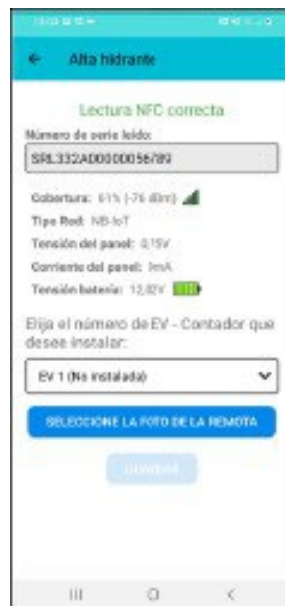 Alta hidrante
Lectura NFC correcta
Número de serie leído:
Cobertura: 61% (-76 dBm)
Tipo Red: NB-IoT
Tensión del panel: 0,15V
Corriente del panel: 0mA
Tensión batería: 12,82V
Elija el número de EV - Contador que
desee instalar:
EV 1 (No instalada)
SELECCIONE LA FOTO DE LA REMOTA
GUARDAR